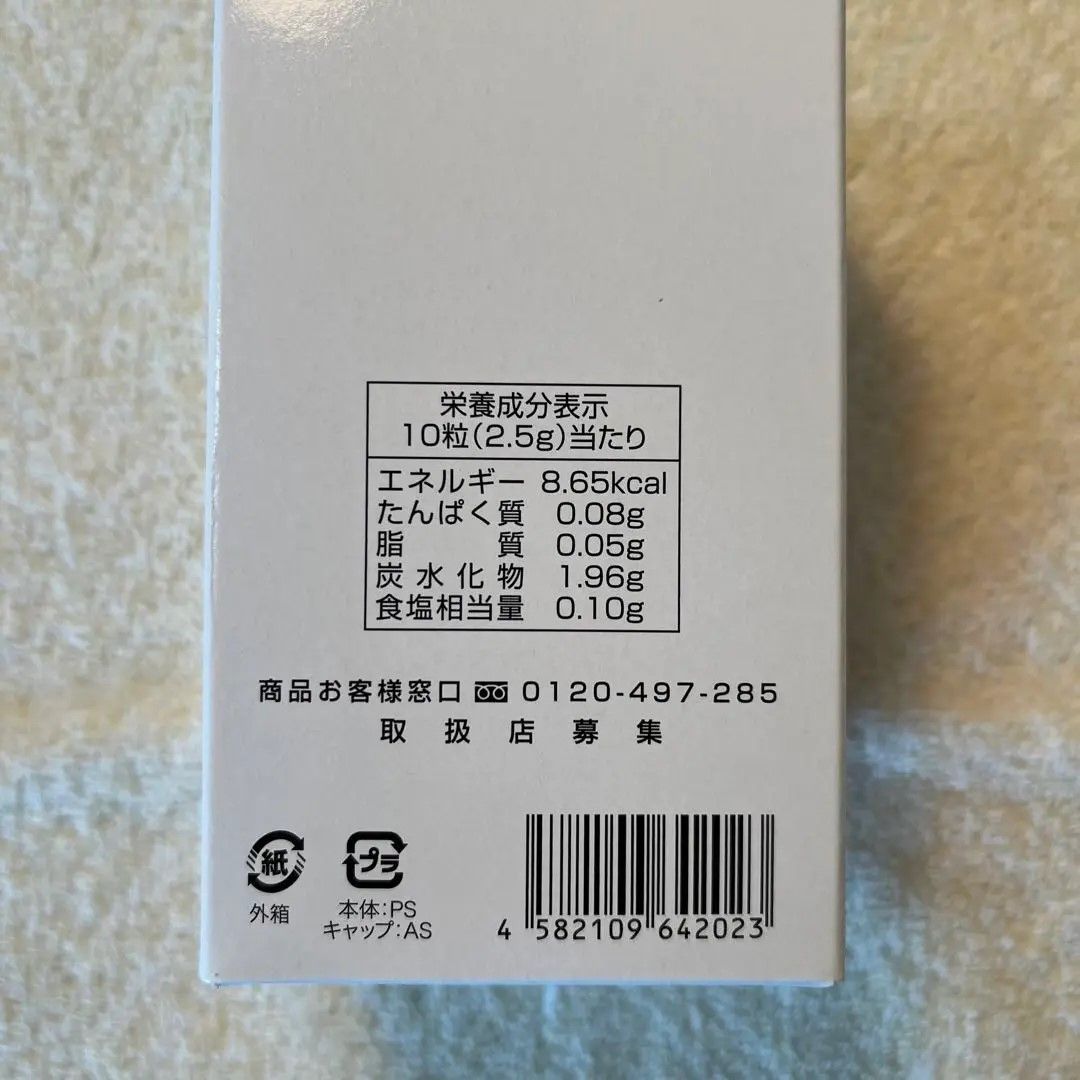 栄養成分表示
10粒(2.5g)当たり
エネルギー 8.65kcal
たんぱく質 0.08g
脂質 0.05g
炭水化物 1.96g
食塩相当量 0.10g
商品お客様窓口 0120-497-285
取扱店募集
紙 プラ
外箱 本体:PS
キャップ:AS
4 582109 642023